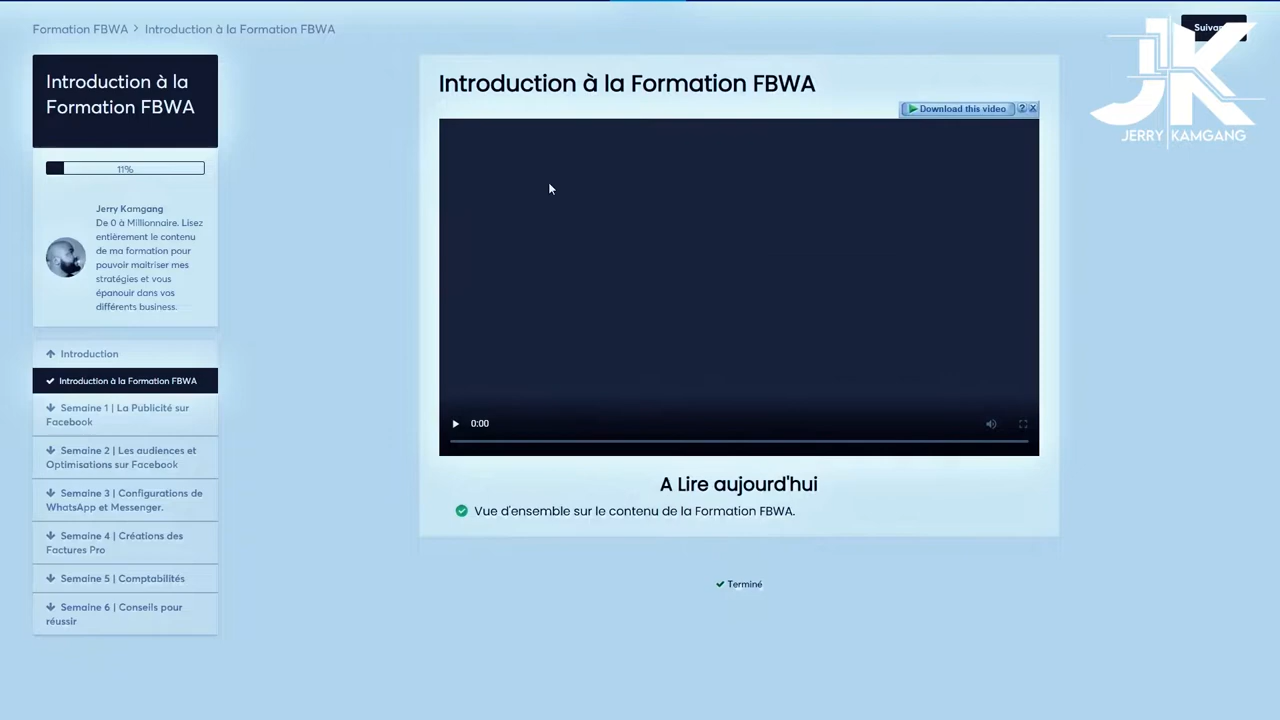 Formation FBWA > Introduction à la Formation FBWA
JK
JERRY KAMGANG
Introduction à la
Formation FBWA
11%
Jerry Kamgang
De 0 à Millionnaire. Lisez
entièrement le contenu
de ma formation pour
pouvoir maitriser mes
stratégies et vous
épanouir dans vos
différents business.
Introduction
Introduction à la Formation FBWA
Semaine 1 | La Publicité sur
Facebook
Semaine 2 | Les audiences et
Optimisations sur Facebook
Semaine 3 | Configurations de
WhatsApp et Messenger.
Semaine 4 | Créations des
Factures Pro
Semaine 5 | Comptabilités
Semaine 6 | Conseils pour
réussir
Introduction à la Formation FBWA
Download this video ? X
0:00
A Lire aujourd'hui
Vue d'ensemble sur le contenu de la Formation FBWA.
Terminé